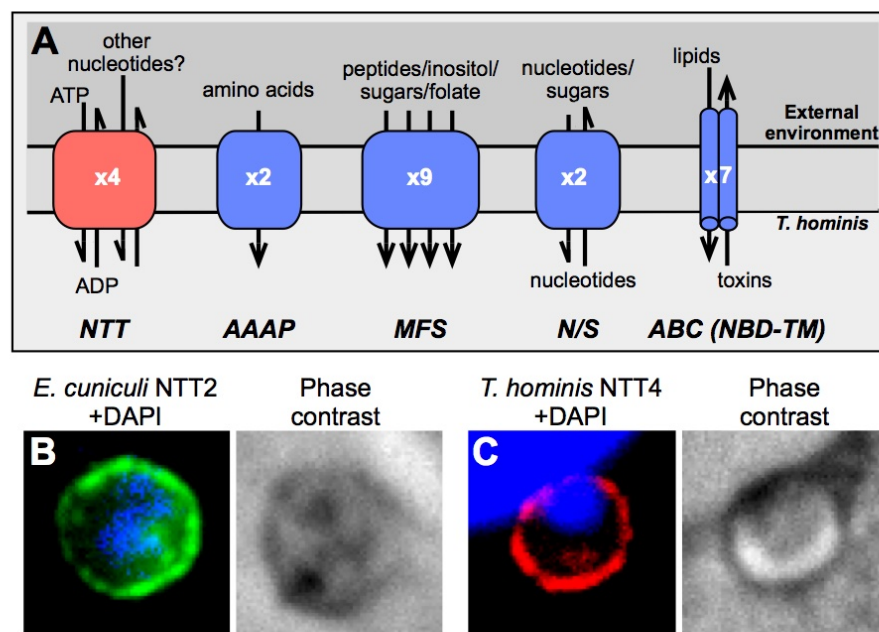 A
other
nucleotides?
ATP
amino acids
peptides/inositol/
sugars/folate
nucleotides/
sugars
lipids
External
environment
x4
x2
x9
x2
x7
T. hominis
ADP
nucleotides
toxins
NTT
AAAP
MFS
N/S
ABC (NBD-TM)
E. cuniculi NTT2
+DAPI
Phase
contrast
T. hominis NTT4
+DAPI
Phase
contrast
B
C